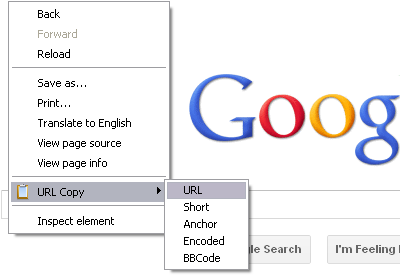 Back
Forward
Reload
Save as...
Print...
Translate to English
View page source
View page info
URL Copy
Inspect element
URL
Short
Anchor
Encoded
BBCode
Goog
gle Search
I'm Feeling